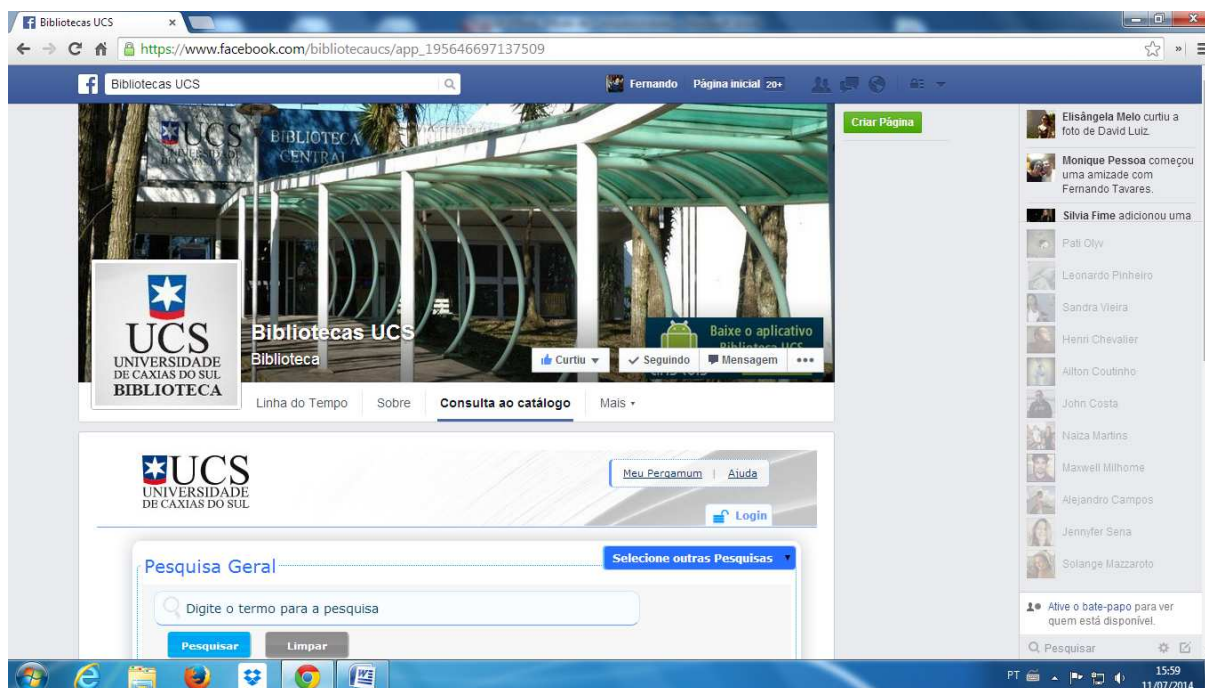 Bibliotecas UCS
https://www.facebook.com/bibliotecaucs/app_195646697137509
Bibliotecas UCS
Fernando
Página inicial 20+
UCS
BIBLIOTECA
CENTRAL
Criar Página
Elisângela Melo curtiu a
foto de David Luiz.
Monique Pessoa começou
uma amizade com
Fernando Tavares.
Silvia Fime adicionou uma
Pati Olyv
Leonardo Pinheiro
Sandra Vieira
Henri Chevalier
Ailton Coutinho
John Costa
Naiza Martins
Maxwell Milhome
Alejandro Campos
Jennyfer Sena
Solange Mazzaroto
Ative o bate-papo para ver
quem está disponível.
Pesquisar
UCS
UNIVERSIDADE
DE CAXIAS DO SUL
BIBLIOTECA
Bibliotecas UCS
Biblioteca
Baixe o aplicativo
Biblioteca UCS
Curtiu
Seguindo
Mensagem
Linha do Tempo
Sobre
Consulta ao catálogo
Mais
UCS
UNIVERSIDADE
DE CAXIAS DO SUL
Meu Pergamum | Ajuda
Login
Pesquisa Geral
Selecione outras Pesquisas
Digite o termo para a pesquisa
Pesquisar
Limpar
PT
15:59
11/07/2014